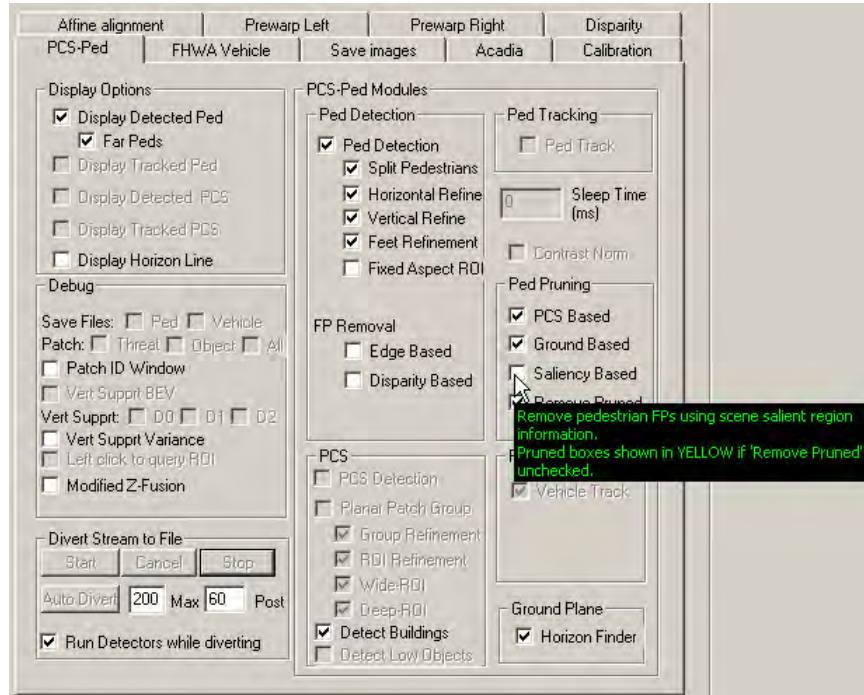 Affine alignment Prewarp Left Prewarp Right Disparity
PCS-Ped FHWA Vehicle Save images Acadia Calibration
Display Options
Display Detected Ped
Far Peds
Display Tracked Ped
Display Detected PCS
Display Tracked PCS
Display Horizon Line
Debug
Save Files: Ped Vehicle
Patch: Threat Object All
Patch ID Window
Vert Supprt BEV
Vert Supprt: D0 D1 D2
Vert Supprt Variance
Left click to query ROI
Modified Z-Fusion
Divert Stream to File
Start Cancel Stop
Auto Divert 200 Max 60 Post
Run Detectors while diverting
PCS-Ped Modules
Ped Detection
Ped Detection
Split Pedestrians
Horizontal Refine
Vertical Refine
Feet Refinement
Fixed Aspect ROI
FP Removal
Edge Based
Disparity Based
PCS
PCS Detection
Planar Patch Group
Group Refinement
ROI Refinement
Wide-ROI
Deep-ROI
Detect Buildings
Detect Low Objects
Ped Tracking
Ped Track
0 Sleep Time
(ms)
Contrast Norm
Ped Pruning
PCS Based
Ground Based
Saliency Based
Remove Pruned
Remove pedestrian FPs using scene salient region
information.
Pruned boxes shown in YELLOW if 'Remove Pruned'
unchecked.
Vehicle Track
Ground Plane
Horizon Finder